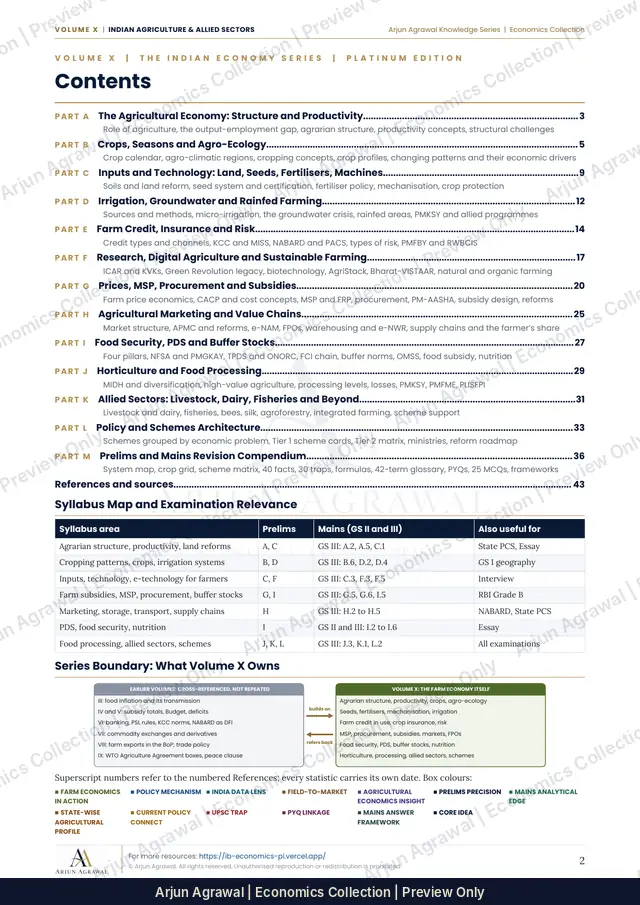 VOLUME X | INDIAN AGRICULTURE & ALLIED SECTORS
Arjun Agrawal Knowledge Series | Economics Collection
VOLUME X | THE INDIAN ECONOMY SERIES | PLATINUM EDITION
Contents
PART A The Agricultural Economy: Structure and Productivity 3
Role of agriculture, the output-employment gap, agrarian structure, productivity concepts, structural challenges
PART B Crops, Seasons and Agro-Ecology 5
Crop calendar, agro-climatic regions, cropping concepts, crop profiles, changing patterns and their economic drivers
PART C Inputs and Technology: Land, Seeds, Fertilisers, Machines 9
Soils and land reform, seed system and certification, fertiliser policy, mechanisation, crop protection
PART D Irrigation, Groundwater and Rainfed Farming 12
Sources and methods, micro-irrigation, the groundwater crisis, rainfed areas, PMKSY and allied programmes
PART E Farm Credit, Insurance and Risk 14
Credit types and channels, KCC and MISS, NABARD and PACS, types of risk, PMFBY and RWBCIS
PART F Research, Digital Agriculture and Sustainable Farming 17
ICAR and KVKs, Green Revolution legacy, biotechnology, AgriStack, Bharat-VISTAAR, natural and organic farming
PART G Prices, MSP, Procurement and Subsidies 20
Farm price economics, CACP and cost concepts, MSP and FRP, procurement, PM-AASHA, subsidy design, reforms
PART H Agricultural Marketing and Value Chains 25
Market structure, APMC and reforms, e-NAM, FPOs, warehousing and e-NWR, supply chains and the farmer's share
PART I Food Security, PDS and Buffer Stocks 27
Four pillars, NFSA and PMGKAY, TPDS and ONORC, FCI chain, buffer norms, OMSS, food subsidy, nutrition
PART J Horticulture and Food Processing 29
MIDH and diversification, high-value agriculture, processing levels, losses, PMKSY, PMFME, PLISFPI
PART K Allied Sectors: Livestock, Dairy, Fisheries and Beyond 31
Livestock and dairy, fisheries, bees, silk, agroforestry, integrated farming, scheme support
PART L Policy and Schemes Architecture 33
Schemes grouped by economic problem, Tier 1 scheme cards, Tier 2 matrix, ministries, reform roadmap
PART M Prelims and Mains Revision Compendium 36
System map, crop grid, scheme matrix, 40 facts, 30 traps, formulas, 42-term glossary, PYQs, 25 MCQs, frameworks
References and sources 43
Syllabus Map and Examination Relevance
Syllabus area Prelims Mains (GS II and III) Also useful for
Agrarian structure, productivity, land reforms A, C GS III: A.2, A.5, C.1 State PCS, Essay
Cropping patterns, crops, irrigation systems B, D GS III: B.6, D.2, D.4 GS I geography
Inputs, technology, e-technology for farmers C, F GS III: C.3, F.3, F.5 Interview
Farm subsidies, MSP, procurement, buffer stocks G, I GS III: G.5, G.6, I.5 RBI Grade B
Marketing, storage, transport, supply chains H GS III: H.2 to H.5 NABARD, State PCS
PDS, food security, nutrition I GS II and III: I.2 to I.6 Essay
Food processing, allied sectors, schemes J, K, L GS III: J.3, K.1, L.2 All examinations
Series Boundary: What Volume X Owns
EARLIER VOLUMES: CROSS-REFERENCED, NOT REPEATED
III: food inflation and its transmission
IV and V: subsidy totals, Budget, deficits
VI: banking, PSL rules, KCC norms, NABARD as DFI
VII: commodity exchanges and derivatives
VIII: farm exports in the BoP; trade policy
IX: WTO Agriculture Agreement boxes, peace clause
builds on
refers back
VOLUME X: THE FARM ECONOMY ITSELF
Agrarian structure, productivity, crops, agro-ecology
Seeds, fertilisers, mechanisation, irrigation
Farm credit in use, crop insurance, risk
MSP, procurement, subsidies, markets, FPOs
Food security, PDS, buffer stocks, nutrition
Horticulture, processing, allied sectors, schemes
Superscript numbers refer to the numbered References; every statistic carries its own date. Box colours:
■ FARM ECONOMICS IN ACTION ■ POLICY MECHANISM ■ INDIA DATA LENS ■ FIELD-TO-MARKET ■ AGRICULTURAL ECONOMICS INSIGHT ■ PRELIMS PRECISION ■ MAINS ANALYTICAL EDGE
■ STATE-WISE AGRICULTURAL PROFILE ■ CURRENT POLICY CONNECT ■ UPSC TRAP ■ PYQ LINKAGE ■ MAINS ANSWER FRAMEWORK ■ CORE IDEA
ARJUN AGRAWAL
For more resources: https://ib-economics-pi.vercel.app/
© Arjun Agrawal. All rights reserved. Unauthorised reproduction or redistribution is prohibited.
2
Arjun Agrawal | Economics Collection | Preview Only